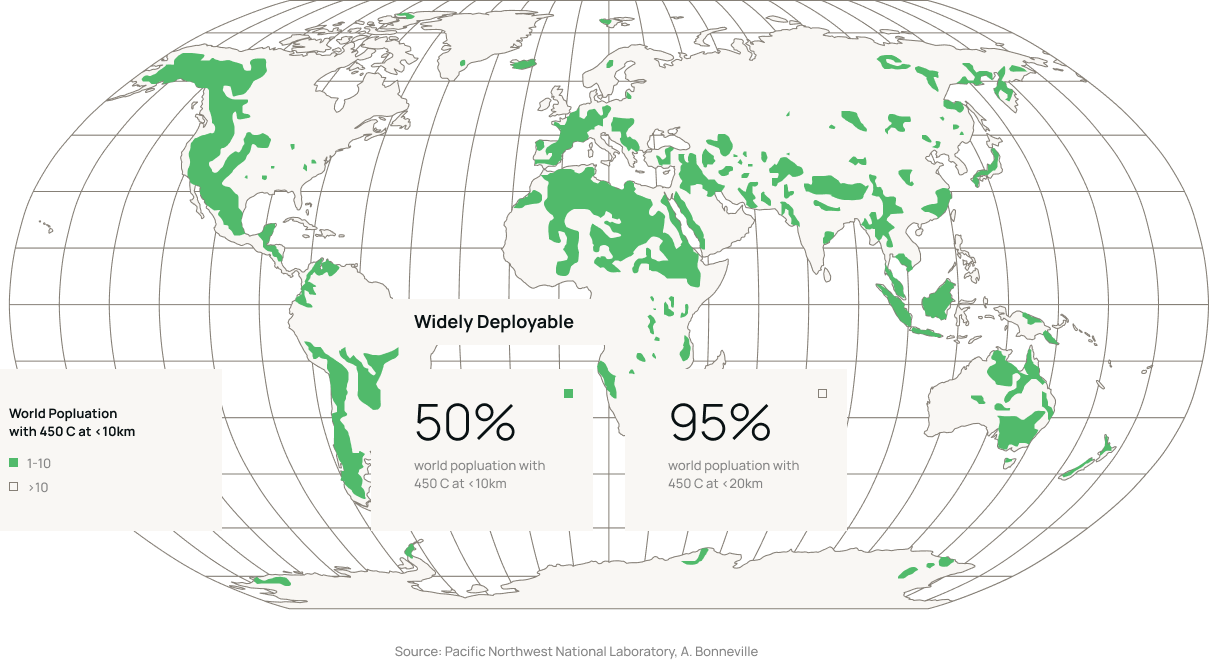 Widely Deployable
World Popluation
with 450 C at <10km
1-10
>10
50%
world popluation with
450 C at <10km
95%
world popluation with
450 C at <20km
Source: Pacific Northwest National Laboratory, A. Bonneville